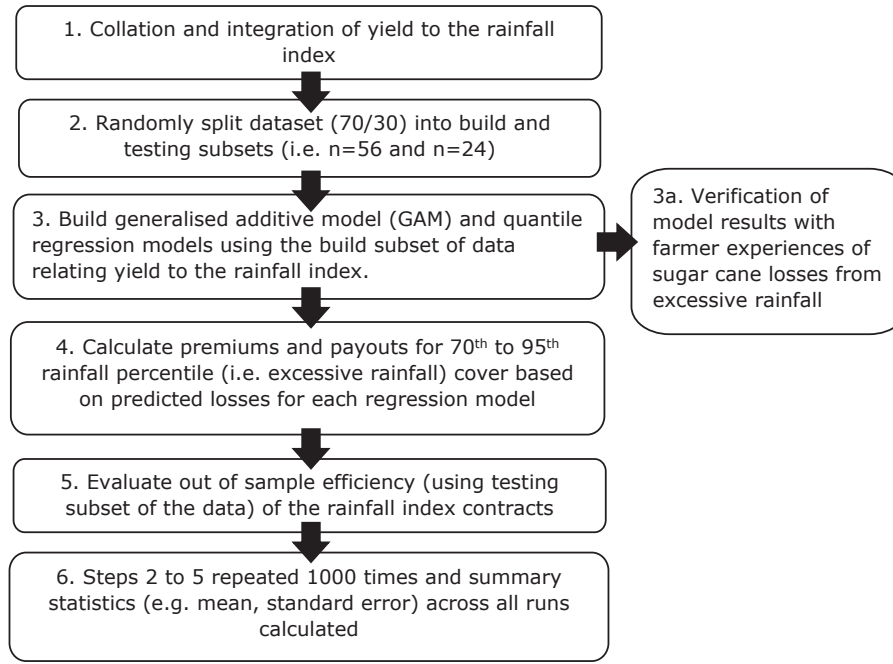 1. Collation and integration of yield to the rainfall
index
2. Randomly split dataset (70/30) into build and
testing subsets (i.e. n=56 and n=24)
3. Build generalised additive model (GAM) and quantile
regression models using the build subset of data
relating yield to the rainfall index.
3a. Verification of
model results with
farmer experiences of
sugar cane losses from
excessive rainfall
4. Calculate premiums and payouts for 70th to 95th
rainfall percentile (i.e. excessive rainfall) cover based
on predicted losses for each regression model
5. Evaluate out of sample efficiency (using testing
subset of the data) of the rainfall index contracts
6. Steps 2 to 5 repeated 1000 times and summary
statistics (e.g. mean, standard error) across all runs
calculated